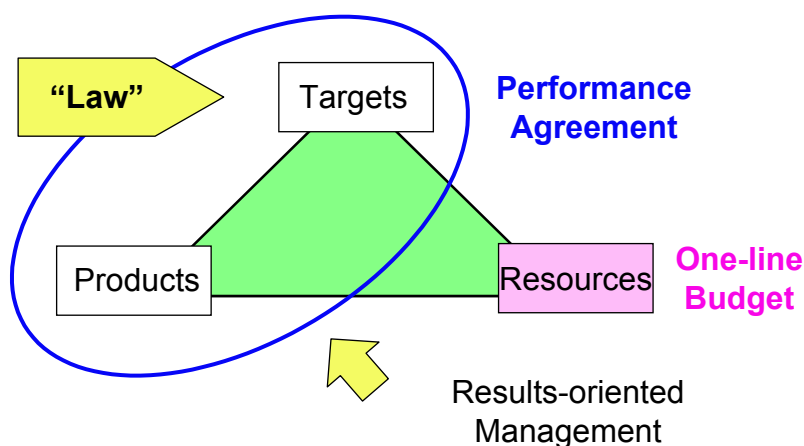 “Law”
Targets
Performance
Agreement
Products
Resources
One-line
Budget
Results-oriented
Management